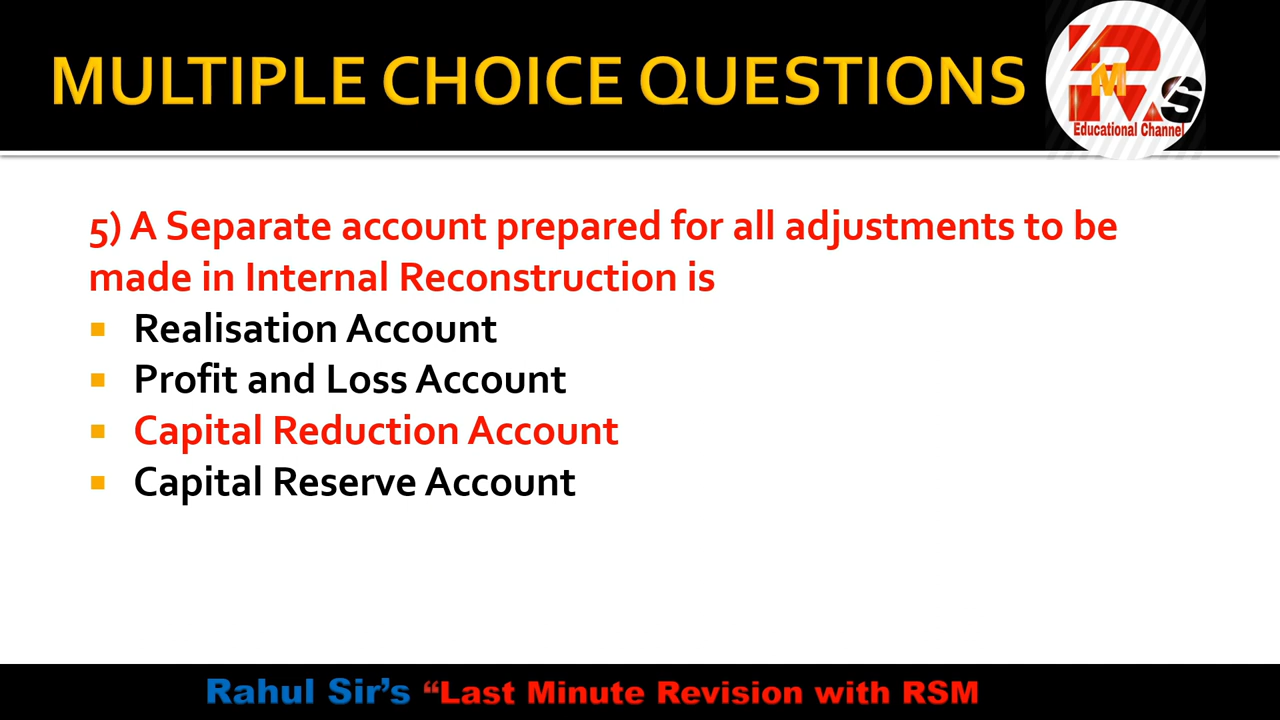 MULTIPLE CHOICE QUESTIONS
R
M
S
Educational Channel
5) A Separate account prepared for all adjustments to be
made in Internal Reconstruction is
Realisation Account
Profit and Loss Account
Capital Reduction Account
Capital Reserve Account
Rahul Sir's “Last Minute Revision with RSM